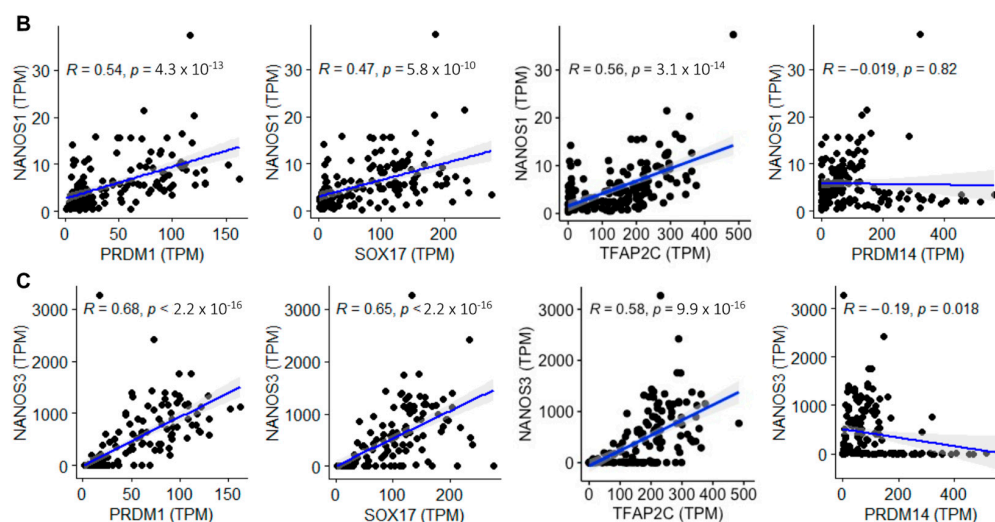 B
R = 0.54, p = 4.3 x 10-13
R = 0.47, p = 5.8 x 10-10
R = 0.56, p = 3.1 x 10-14
R = −0.019, p = 0.82
NANOS1 (TPM)
NANOS1 (TPM)
NANOS1 (TPM)
NANOS1 (TPM)
30
20
10
0
30
20
10
0
30
20
10
0
30
20
10
0
0 50 100 150
0 100 200
0 100 200 300 400 500
0 200 400
PRDM1 (TPM)
SOX17 (TPM)
TFAP2C (TPM)
PRDM14 (TPM)
C
R = 0.68, p < 2.2 x 10-16
R = 0.65, p < 2.2 x 10-16
R = 0.58, p = 9.9 x 10-16
R = −0.19, p = 0.018
NANOS3 (TPM)
NANOS3 (TPM)
NANOS3 (TPM)
NANOS3 (TPM)
3000
2000
1000
0
3000
2000
1000
0
3000
2000
1000
0
3000
2000
1000
0
0 50 100 150
0 100 200
0 100 200 300 400 500
0 100 200 300 400 500
PRDM1 (TPM)
SOX17 (TPM)
TFAP2C (TPM)
PRDM14 (TPM)